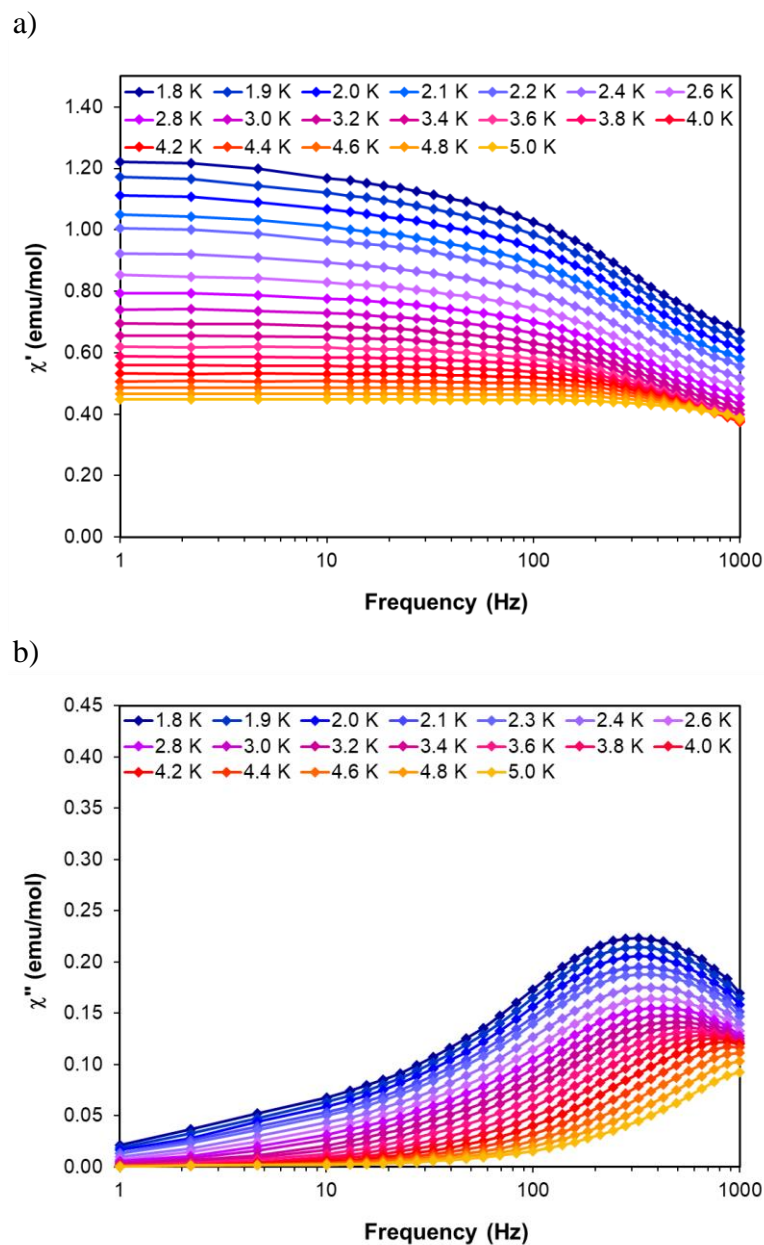 a)
1.8 K 1.9 K 2.0 K 2.1 K 2.2 K 2.4 K 2.6 K
2.8 K 3.0 K 3.2 K 3.4 K 3.6 K 3.8 K 4.0 K
4.2 K 4.4 K 4.6 K 4.8 K 5.0 K
1.40
1.20
1.00
0.80
0.60
0.40
0.20
0.00
χ' (emu/mol)
1 10 100 1000
Frequency (Hz)
b)
1.8 K 1.9 K 2.0 K 2.1 K 2.3 K 2.4 K 2.6 K
2.8 K 3.0 K 3.2 K 3.4 K 3.6 K 3.8 K 4.0 K
4.2 K 4.4 K 4.6 K 4.8 K 5.0 K
0.45
0.40
0.35
0.30
0.25
0.20
0.15
0.10
0.05
0.00
χ" (emu/mol)
1 10 100 1000
Frequency (Hz)